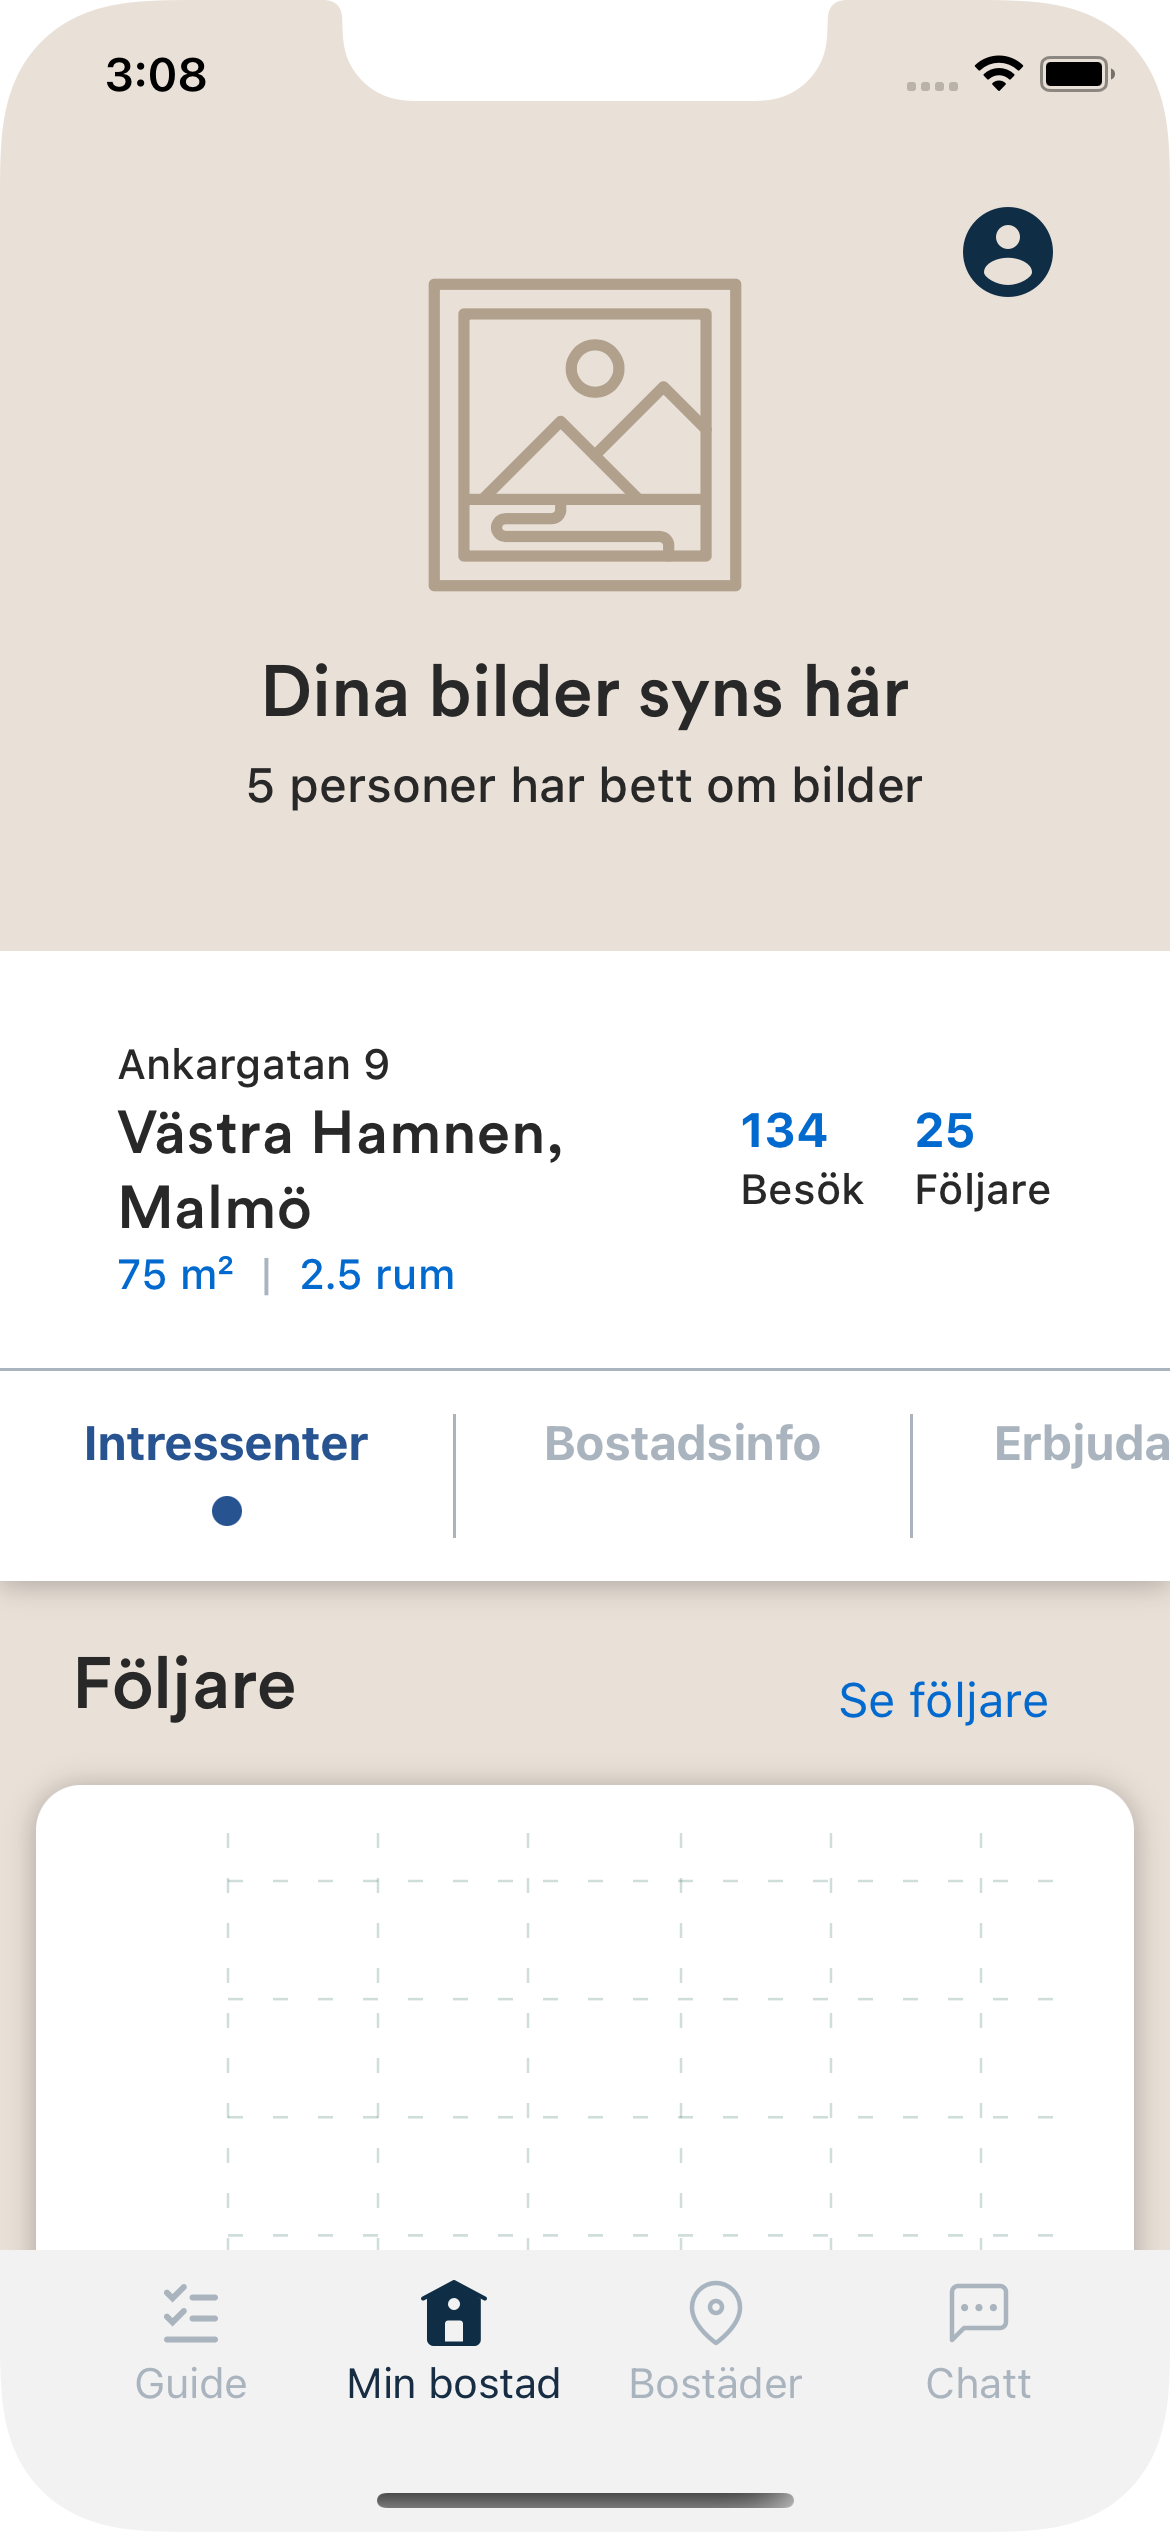 3:08
Dina bilder syns här
5 personer har bett om bilder
Ankargatan 9
Västra Hamnen,
Malmö
75 m² | 2.5 rum
134 25
Besök Följare
Intressenter Bostadsinfo Erbjuda
Följare
Se följare
Guide Min bostad Bostäder Chatt